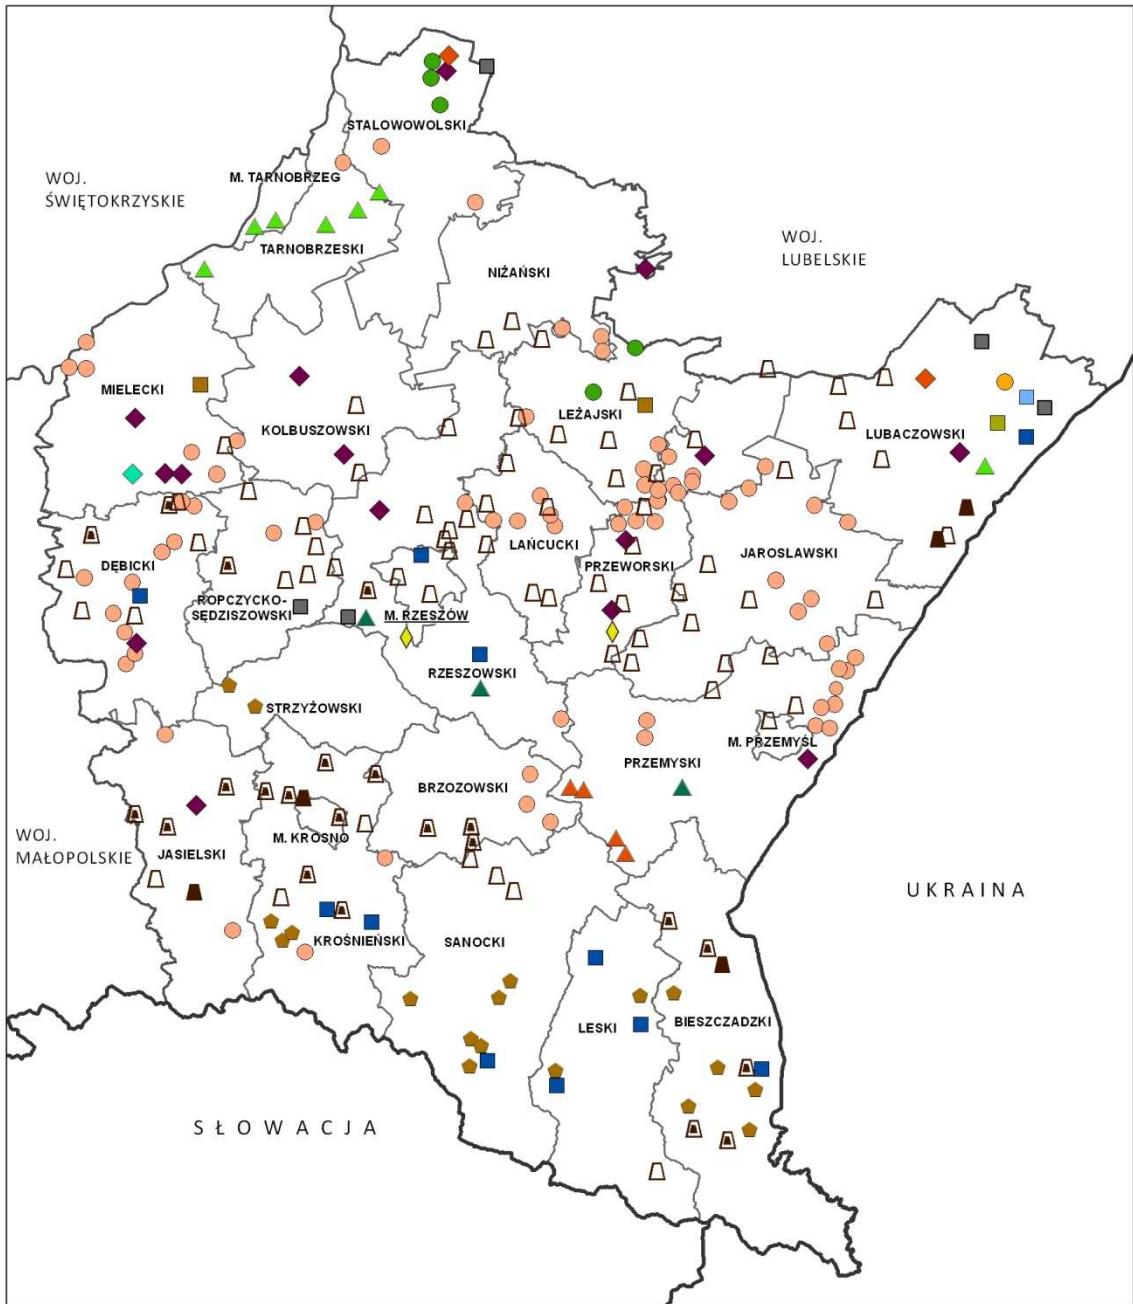 STALOWOWOLSKI
WOJ.
ŚWIĘTOKRZYSKIE
M. TARNOBRZEG
TARNOBRZESKI
WOJ.
LUBELSKIE
NIŻAŃSKI
MIELECKI
KOLBUSZOWSKI
LEŻAJSKI
LUBACZOWSKI
ŁAŃCUCKI
JAROSŁAWSKI
DĘBICKI
PRZEWORSKI
ROPCZYCKO-
SĘDZISZOWSKI
M. RZESZÓW
RZESZOWSKI
STRZYŻOWSKI
M. PRZEMYŚL
PRZEMYSKI
BRZOZOWSKI
WOJ.
MAŁOPOLSKIE
M. KROSNO
JASIELSKI
UKRAINA
KROŚNIEŃSKI
SANOCKI
LESKI
BIESZCZADZKI
SŁOWACJA